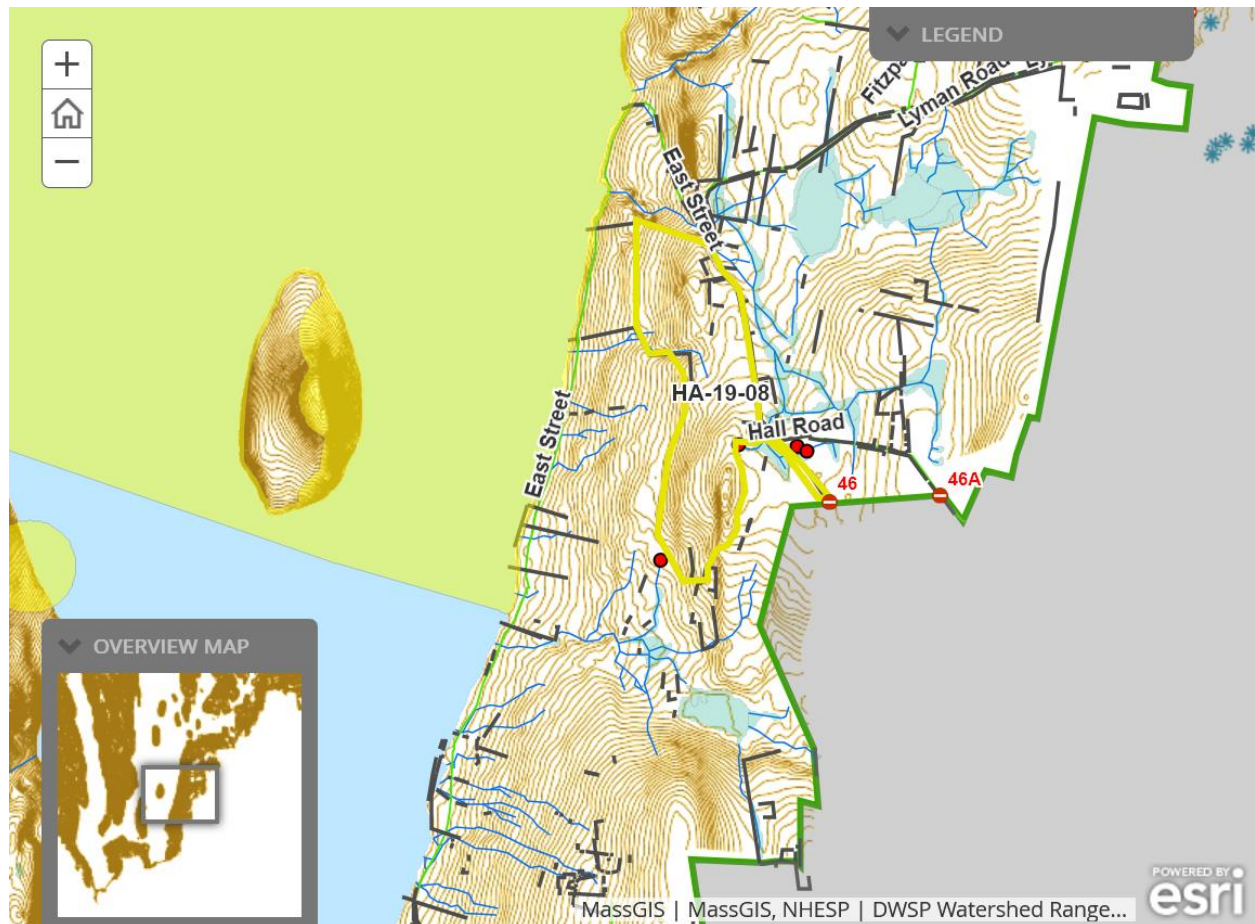 LEGEND
Lyman Road
East Street
HA-19-08
Hall Road
East Street
46
46A
OVERVIEW MAP
POWERED BY
esri
MassGIS | MassGIS, NHESP | DWSP Watershed Range...